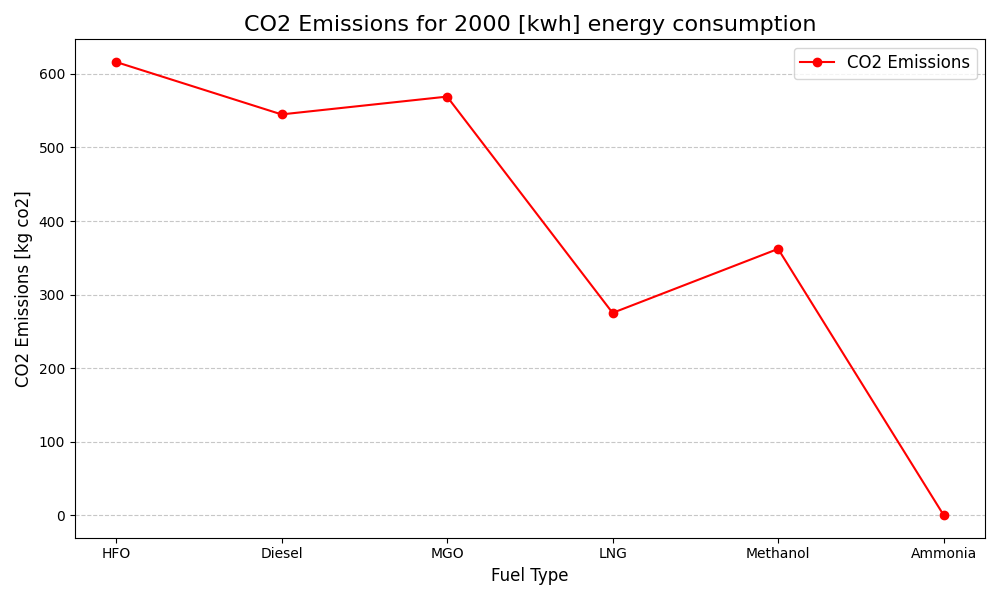 CO2 Emissions for 2000 [kwh] energy consumption
CO2 Emissions
CO2 Emissions [kg co2]
600
500
400
300
200
100
0
HFO Diesel MGO LNG Methanol Ammonia
Fuel Type